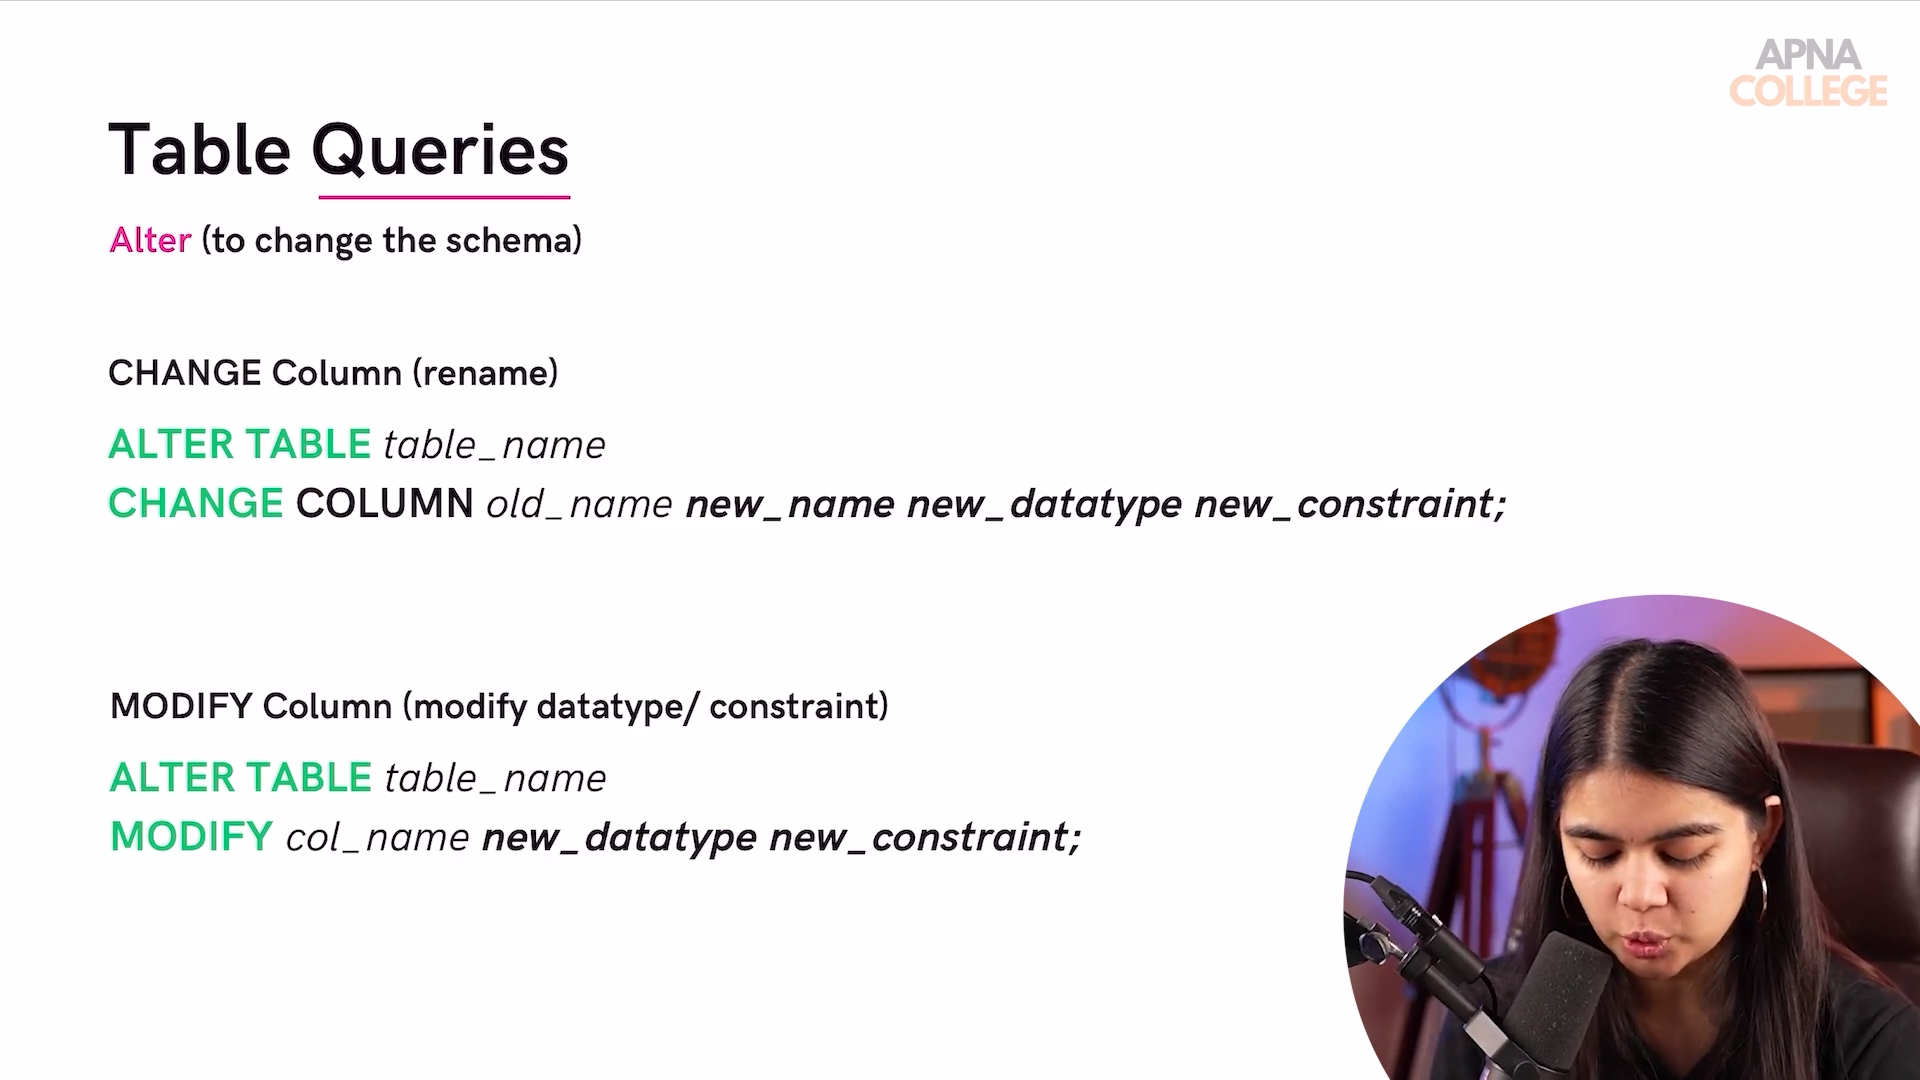 APNA
COLLEGE
Table Queries
Alter (to change the schema)
CHANGE Column (rename)
ALTER TABLE table_name
CHANGE COLUMN old_name new_name new_datatype new_constraint;
MODIFY Column (modify datatype/ constraint)
ALTER TABLE table_name
MODIFY col_name new_datatype new_constraint;